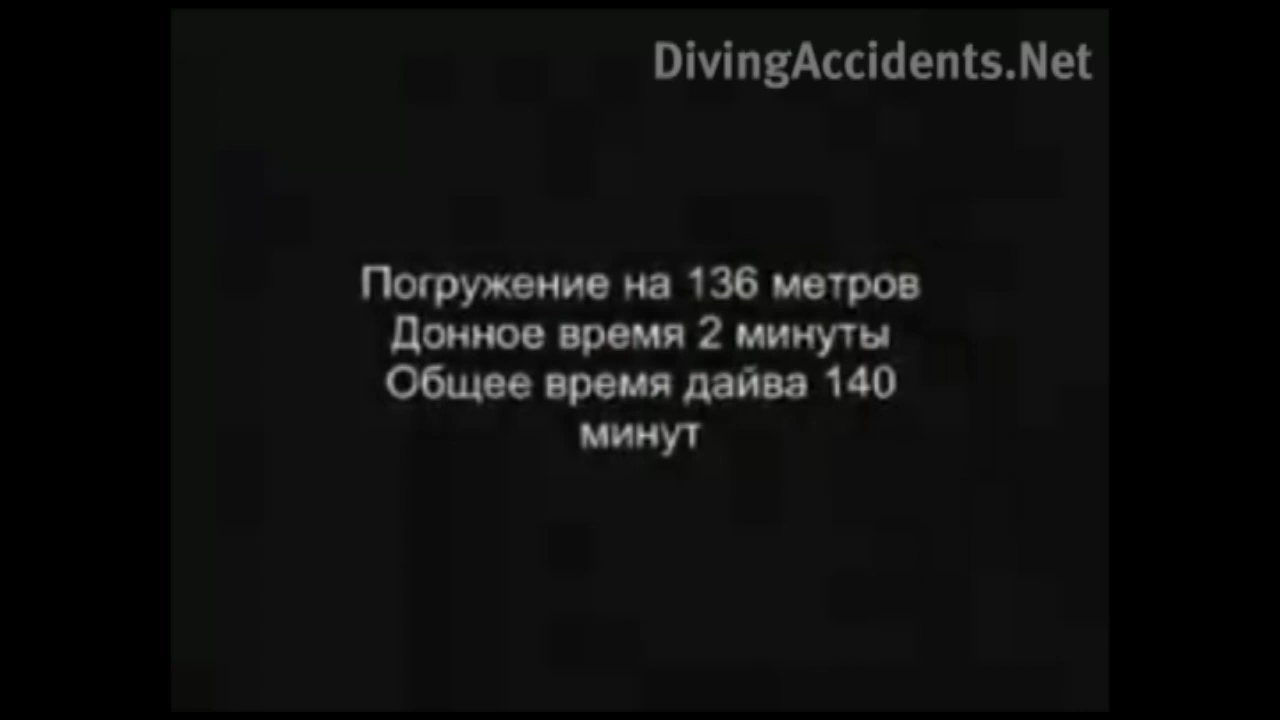 DivingAccidents.Net
Погружение на 136 метров
Донное время 2 минуты
Общее время дайва 140
минут